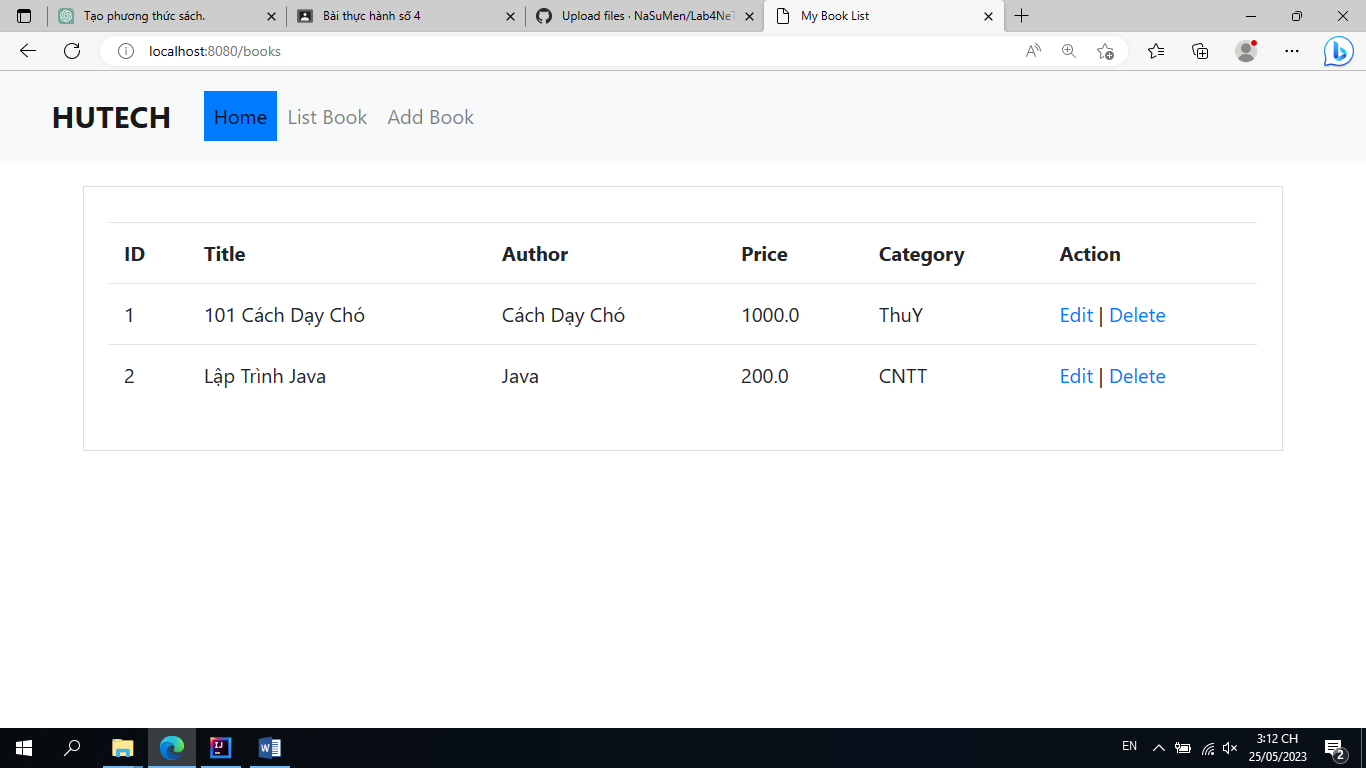 Tạo phương thức sách.
Bài thực hành số 4
Upload files · NaSuMen/Lab4Ne
My Book List
localhost:8080/books
HUTECH Home List Book Add Book
ID Title Author Price Category Action
1 101 Cách Dạy Chó Cách Dạy Chó 1000.0 ThuY Edit | Delete
2 Lập Trình Java Java 200.0 CNTT Edit | Delete
EN
3:12 CH
25/05/2023
2